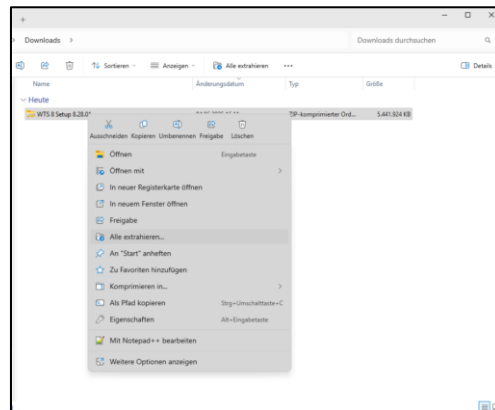 Downloads
Downloads durchsuchen
Sortieren
Anzeigen
Alle extrahieren
Details
Name
Änderungsdatum
Typ
Größe
Heute
WTS 8 Setup 8.28.0
ZIP-komprimierter Ord...
5.441.924 KB
Ausschneiden Kopieren Umbenennen Freigabe Löschen
Öffnen
Eingabetaste
Öffnen mit
In neuer Registerkarte öffnen
In neuem Fenster öffnen
Freigabe
Alle extrahieren...
An "Start" anheften
Zu Favoriten hinzufügen
Komprimieren in...
Als Pfad kopieren
Strg+Umschalttaste+C
Eigenschaften
Alt+Eingabetaste
Mit Notepad++ bearbeiten
Weitere Optionen anzeigen